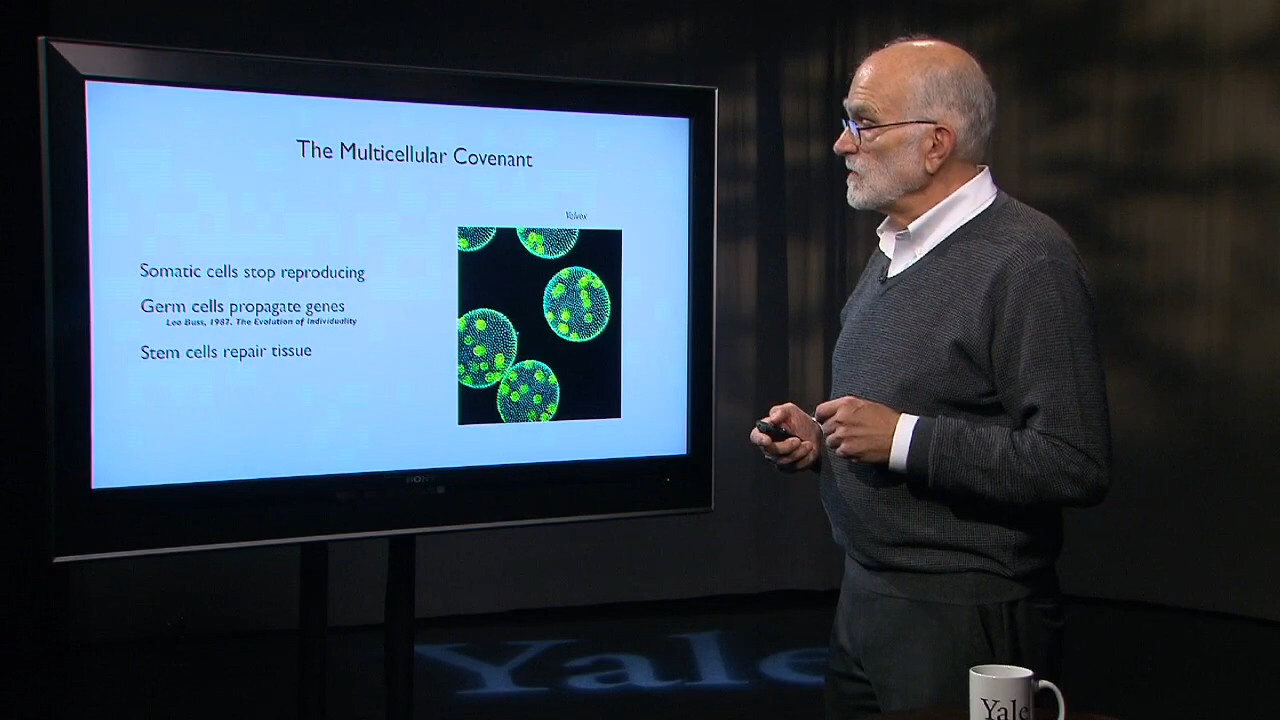 The Multicellular Covenant
Volvox
Somatic cells stop reproducing
Germ cells propagate genes
Leo Buss, 1987. The Evolution of Individuality
Stem cells repair tissue
SONY
Yale
Yale